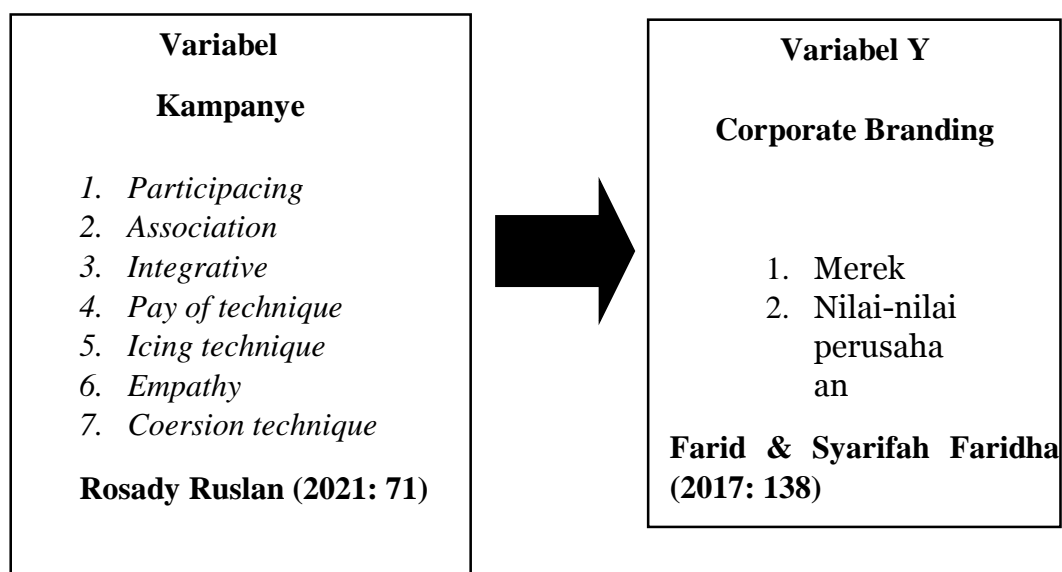 Variabel
Kampanye
1. Participacing
2. Association
3. Integrative
4. Pay of technique
5. Icing technique
6. Empathy
7. Coersion technique
Rosady Ruslan (2021: 71)
Variabel Y
Corporate Branding
1. Merek
2. Nilai-nilai
perusaha
an
Farid & Syarifah Faridha
(2017: 138)